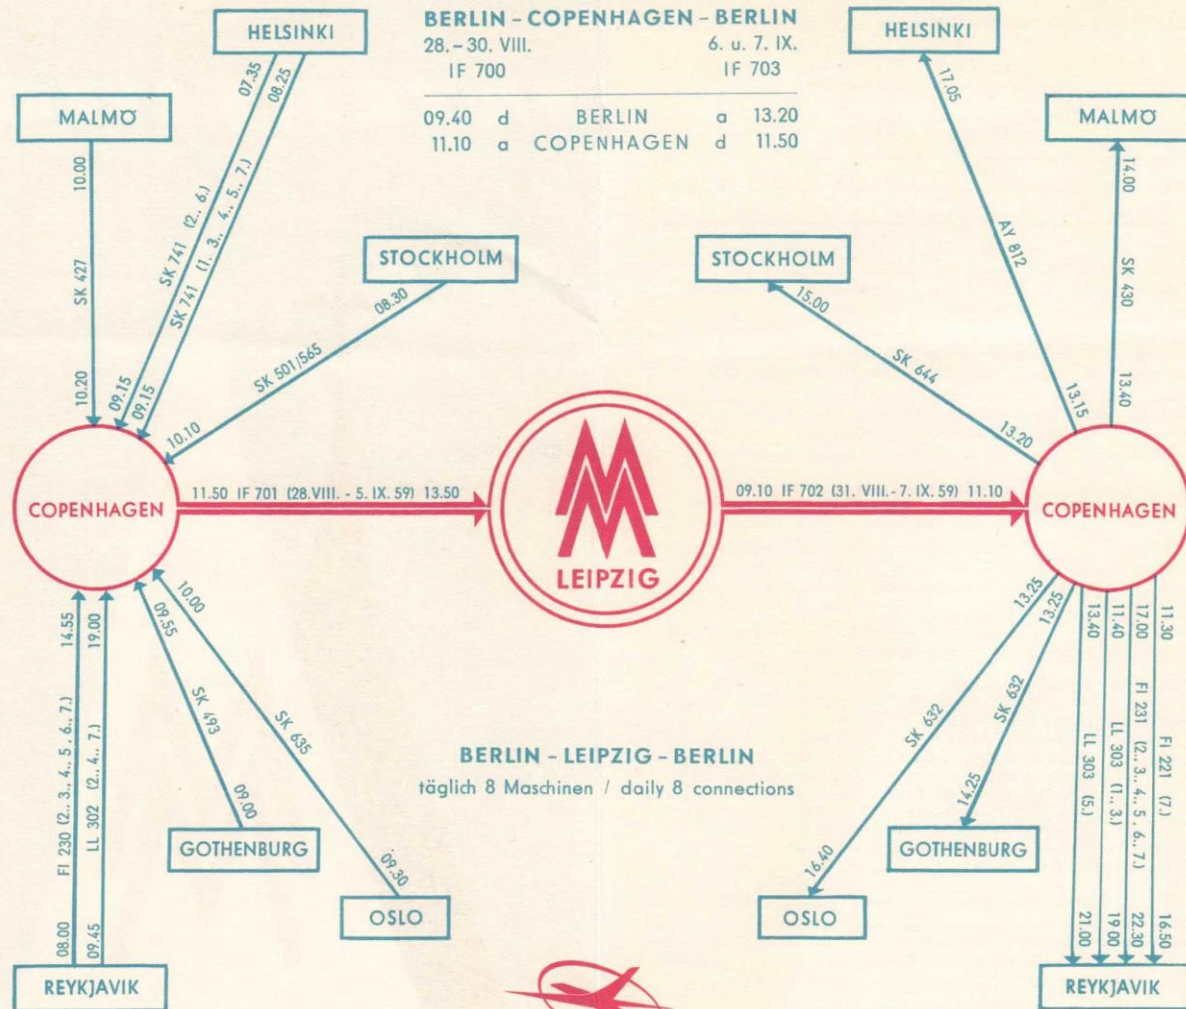 BERLIN - COPENHAGEN - BERLIN
28. - 30. VIII. 6. u. 7. IX.
IF 700 IF 703
09.40 d BERLIN a 13.20
11.10 a COPENHAGEN d 11.50
HELSINKI
07.35
08.25
SK 741 (2., 6.)
SK 741 (1. 3., 4., 5., 7.)
09.15
09.15
MALMÖ
10.00
SK 427
10.20
STOCKHOLM
08.30
SK 501/565
10.10
COPENHAGEN
11.50 IF 701 (28.VIII. - 5. IX. 59) 13.50
LEIPZIG
09.10 IF 702 (31. VIII. - 7. IX. 59) 11.10
COPENHAGEN
HELSINKI
17.05
AY 812
13.15
MALMÖ
14.00
SK 430
13.40
STOCKHOLM
15.00
SK 644
13.20
14.55
FI 230 (2., 3., 4., 5., 6., 7.)
08.00
19.00
LL 302 (2., 4., 7.)
09.45
REYKJAVIK
09.55
SK 493
09.00
GOTHENBURG
10.00
SK 635
09.30
OSLO
BERLIN - LEIPZIG - BERLIN
täglich 8 Maschinen / daily 8 connections
13.25
SK 632
16.40
OSLO
13.25
SK 632
14.25
GOTHENBURG
13.40
LL 303 (5.)
21.00
11.40
LL 303 (1., 3.)
19 00
17.00
FI 231 (2., 3., 4., 5., 6., 7.)
22.30
11.30
FI 221 (7.)
16.50
REYKJAVIK